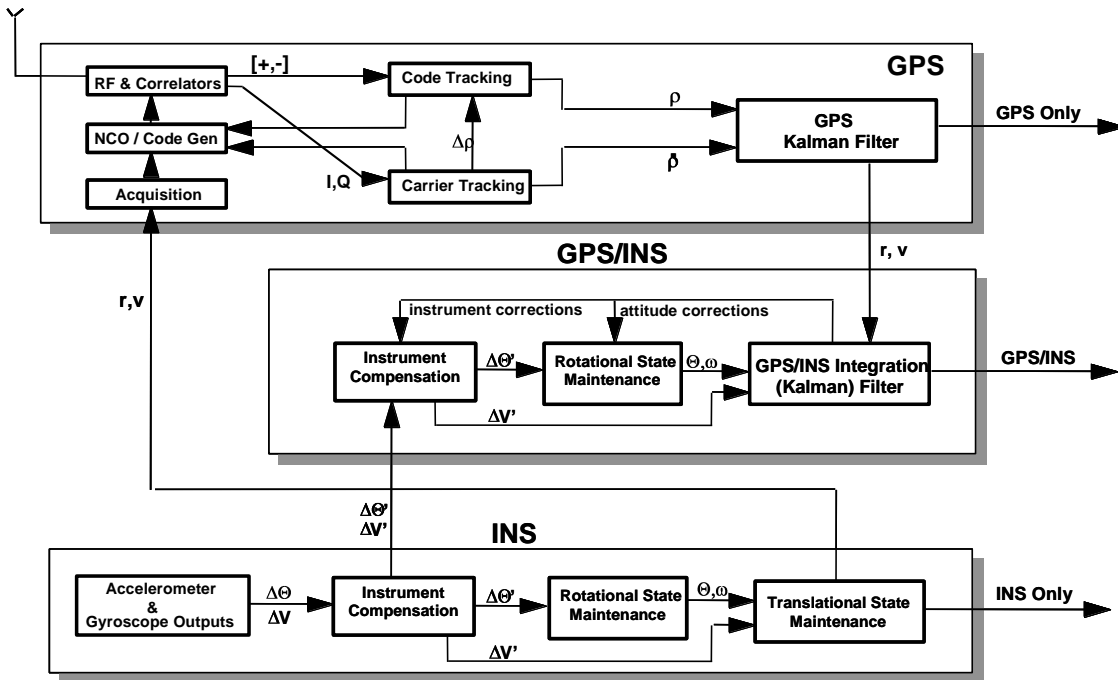 GPS
RF & Correlators
[+,-]
Code Tracking
ρ
GPS
Kalman Filter
GPS Only
NCO / Code Gen
Δρ
ρ̇
Acquisition
I,Q
Carrier Tracking
r, v
GPS/INS
r,v
instrument corrections
attitude corrections
Instrument
Compensation
ΔΘ'
Rotational State
Maintenance
Θ,ω
GPS/INS Integration
(Kalman) Filter
GPS/INS
ΔV'
ΔΘ'
ΔV'
INS
Accelerometer
&
Gyroscope Outputs
ΔΘ
ΔV
Instrument
Compensation
ΔΘ'
Rotational State
Maintenance
Θ,ω
Translational State
Maintenance
INS Only
ΔV'